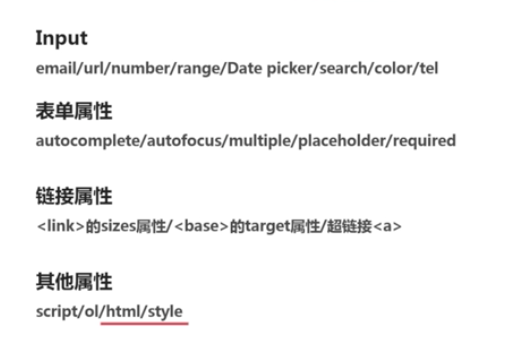 Input
email/url/number/range/Date picker/search/color/tel
表单属性
autocomplete/autofocus/multiple/placeholder/required
链接属性
<link>的sizes属性/<base>的target属性/超链接<a>
其他属性
script/ol/html/style